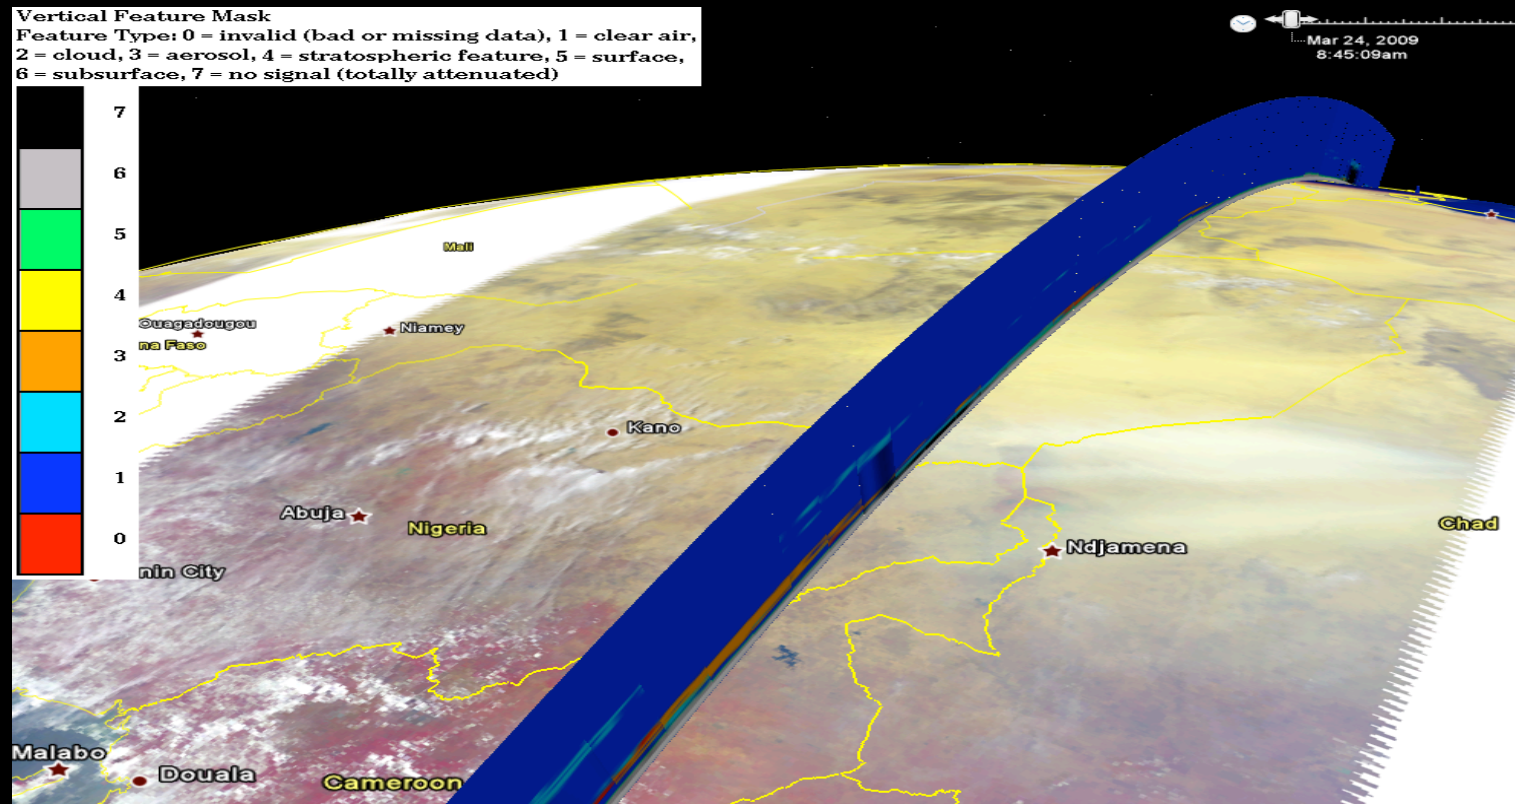 Vertical Feature Mask
Feature Type: 0 = invalid (bad or missing data), 1 = clear air,
2 = cloud, 3 = aerosol, 4 = stratospheric feature, 5 = surface,
6 = subsurface, 7 = no signal (totally attenuated)
Mar 24, 2009
8:45:09am
7
6
5
4
3
2
1
0
Mali
Ouagadougou
na Faso
Niamey
Kano
Abuja
Nigeria
nin City
Ndjamena
Chad
Malabo
Douala
Cameroon